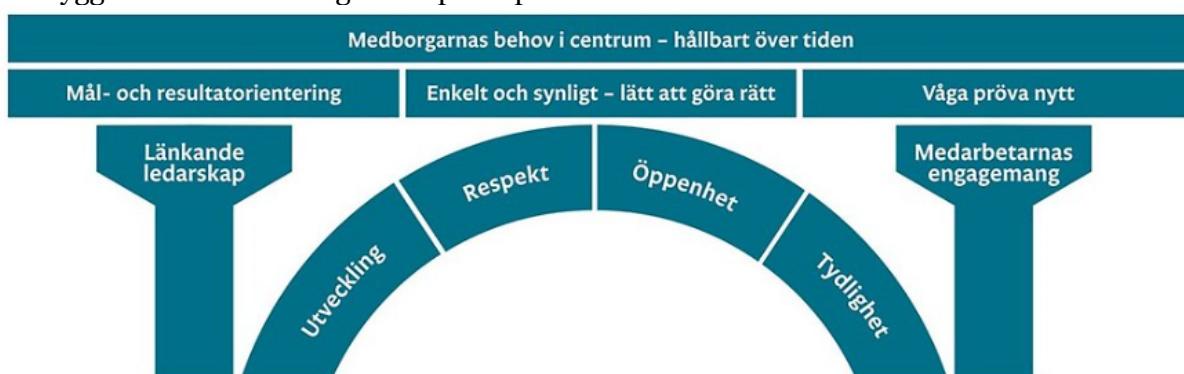 Medborgarnas behov i centrum – hållbart över tiden
Mål- och resultatorientering
Enkelt och synligt – lätt att göra rätt
Våga pröva nytt
Länkande
ledarskap
Utveckling
Respekt
Öppenhet
Tydlighet
Medarbetarnas
engagemang